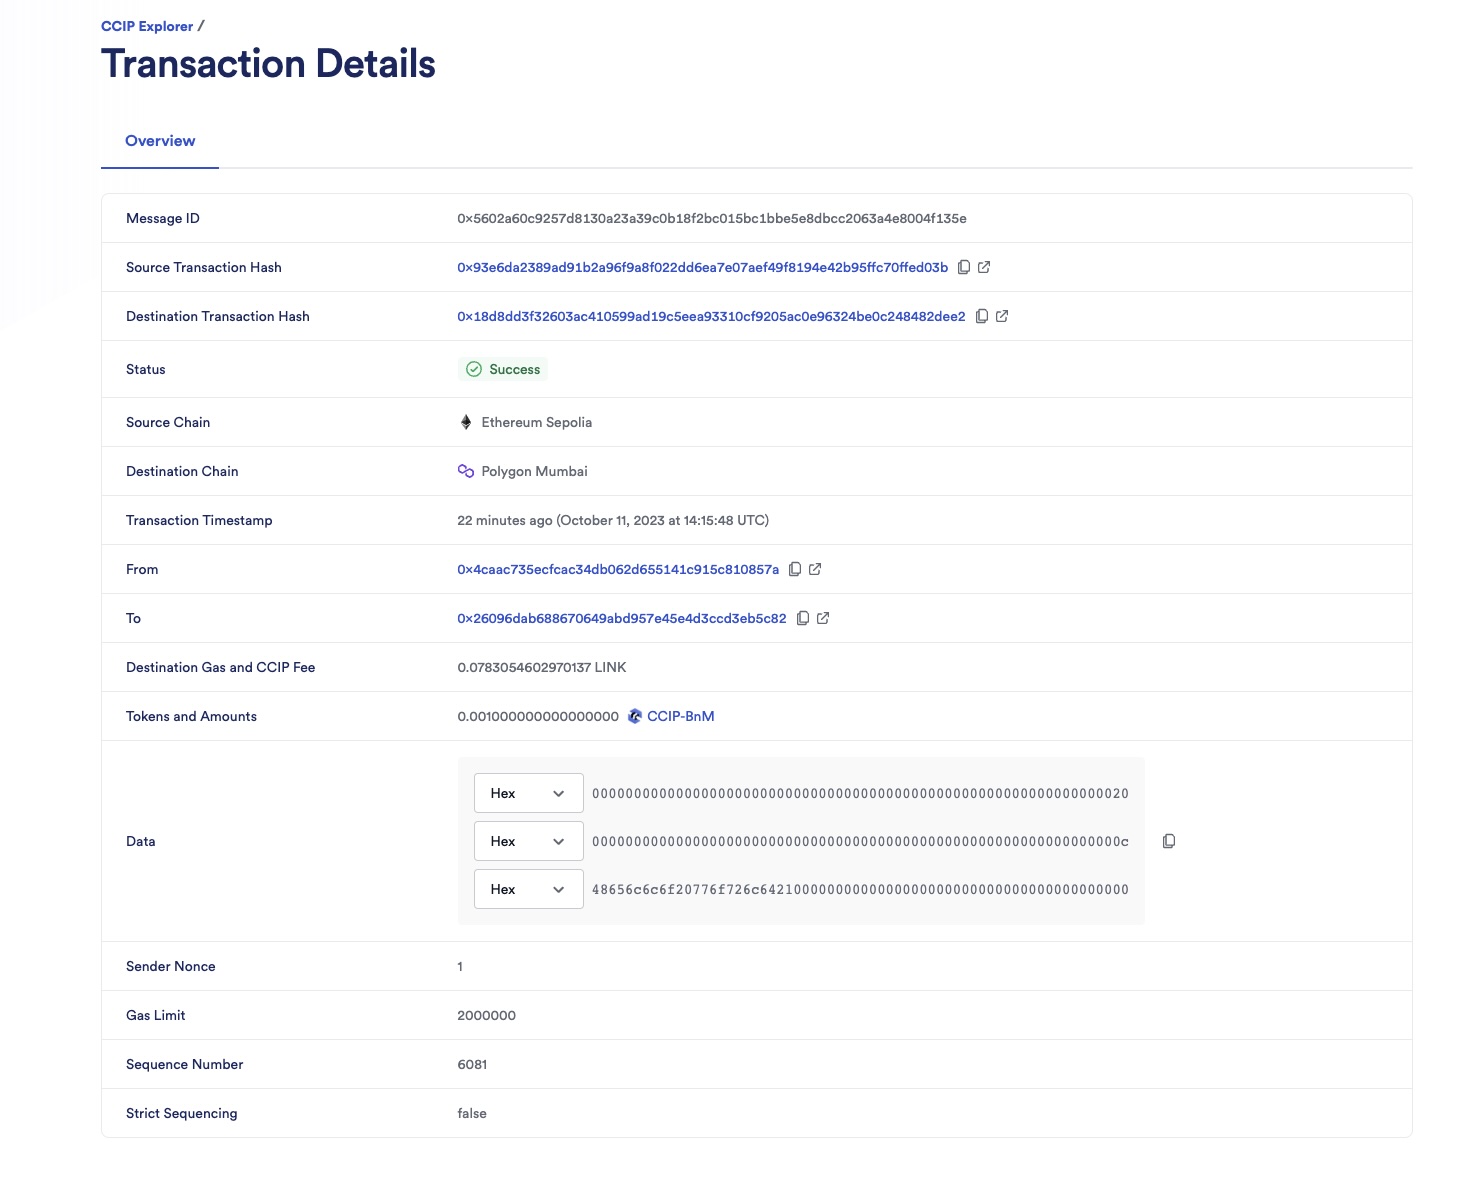 CCIP Explorer /
Transaction Details
Overview
Message ID 0x5602a60c9257d8130a23a39c0b18f2bc015bc1bbe5e8dbcc2063a4e8004f135e
Source Transaction Hash 0x93e6da2389ad91b2a96f9a8f022dd6ea7e07aef49f8194e42b95ffc70ffed03b
Destination Transaction Hash 0x18d8dd3f32603ac410599ad19c5eea93310cf9205ac0e96324be0c248482dee2
Status Success
Source Chain Ethereum Sepolia
Destination Chain Polygon Mumbai
Transaction Timestamp 22 minutes ago (October 11, 2023 at 14:15:48 UTC)
From 0x4caac735ecfcac34db062d655141c915c810857a
To 0x26096dab688670649abd957e45e4d3ccd3eb5c82
Destination Gas and CCIP Fee 0.0783054602970137 LINK
Tokens and Amounts 0.001000000000000000 CCIP-BnM
Hex 0000000000000000000000000000000000000000000000000000000000000020
Data Hex 000000000000000000000000000000000000000000000000000000000000000c
Hex 48656c6c6f20776f726c64210000000000000000000000000000000000000000
Sender Nonce 1
Gas Limit 2000000
Sequence Number 6081
Strict Sequencing false